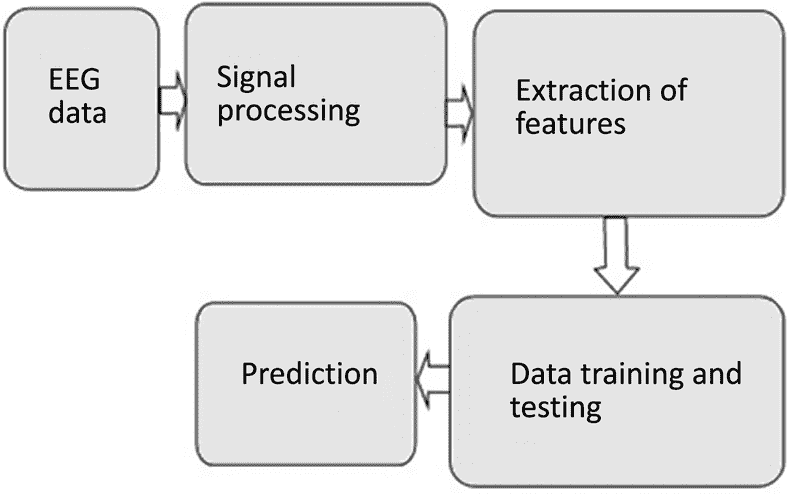 EEG
data
Signal
processing
Extraction of
features
Data training and
testing
Prediction